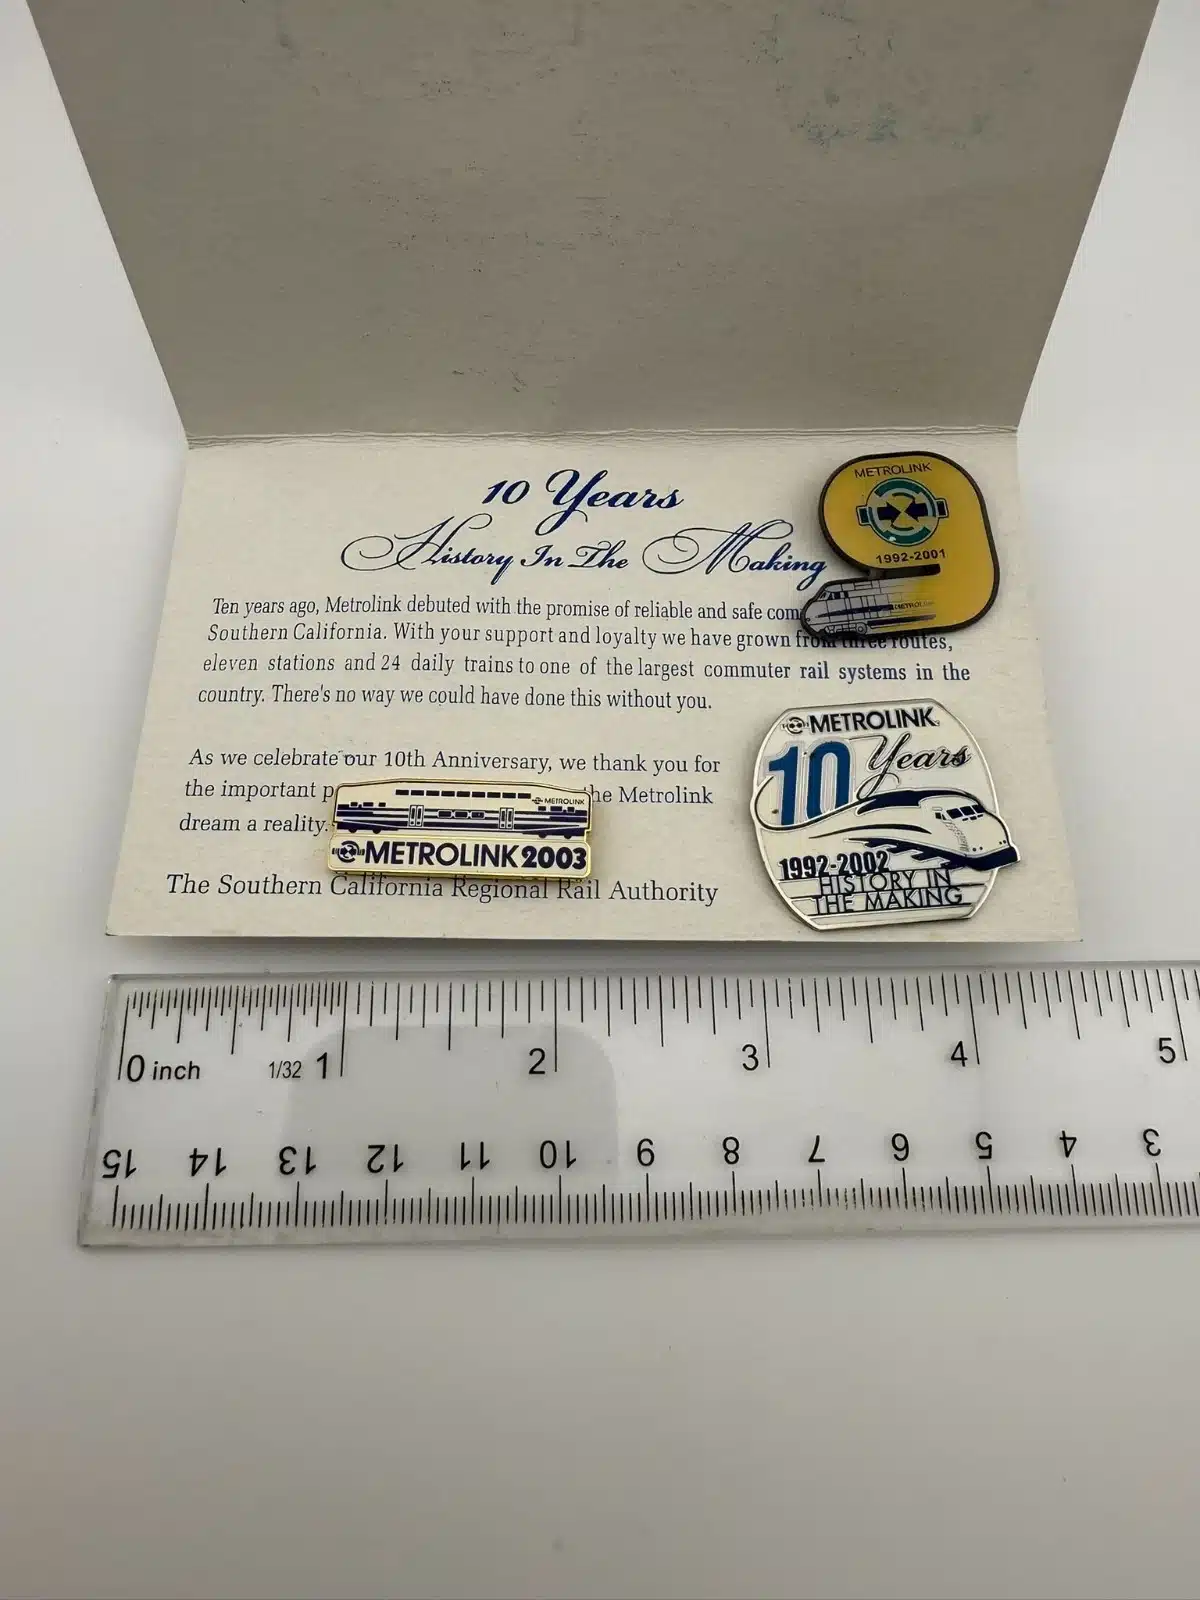 10 Years
History In The Making
Ten years ago, Metrolink debuted with the promise of reliable and safe com
Southern California. With your support and loyalty we have grown from three routes,
eleven stations and 24 daily trains to one of the largest commuter rail systems in the
country. There's no way we could have done this without you.
As we celebrate our 10th Anniversary, we thank you for
the important p the Metrolink
dream a reality.
The Southern California Regional Rail Authority
METROLINK
1992-2001
METROLINK
METROLINK
METROLINK 2003
METROLINK
10 Years
1992-2002
HISTORY IN
THE MAKING
0 inch 1/32 1 2 3 4 5
15 14 13 12 11 10 9 8 7 6 5 4 3